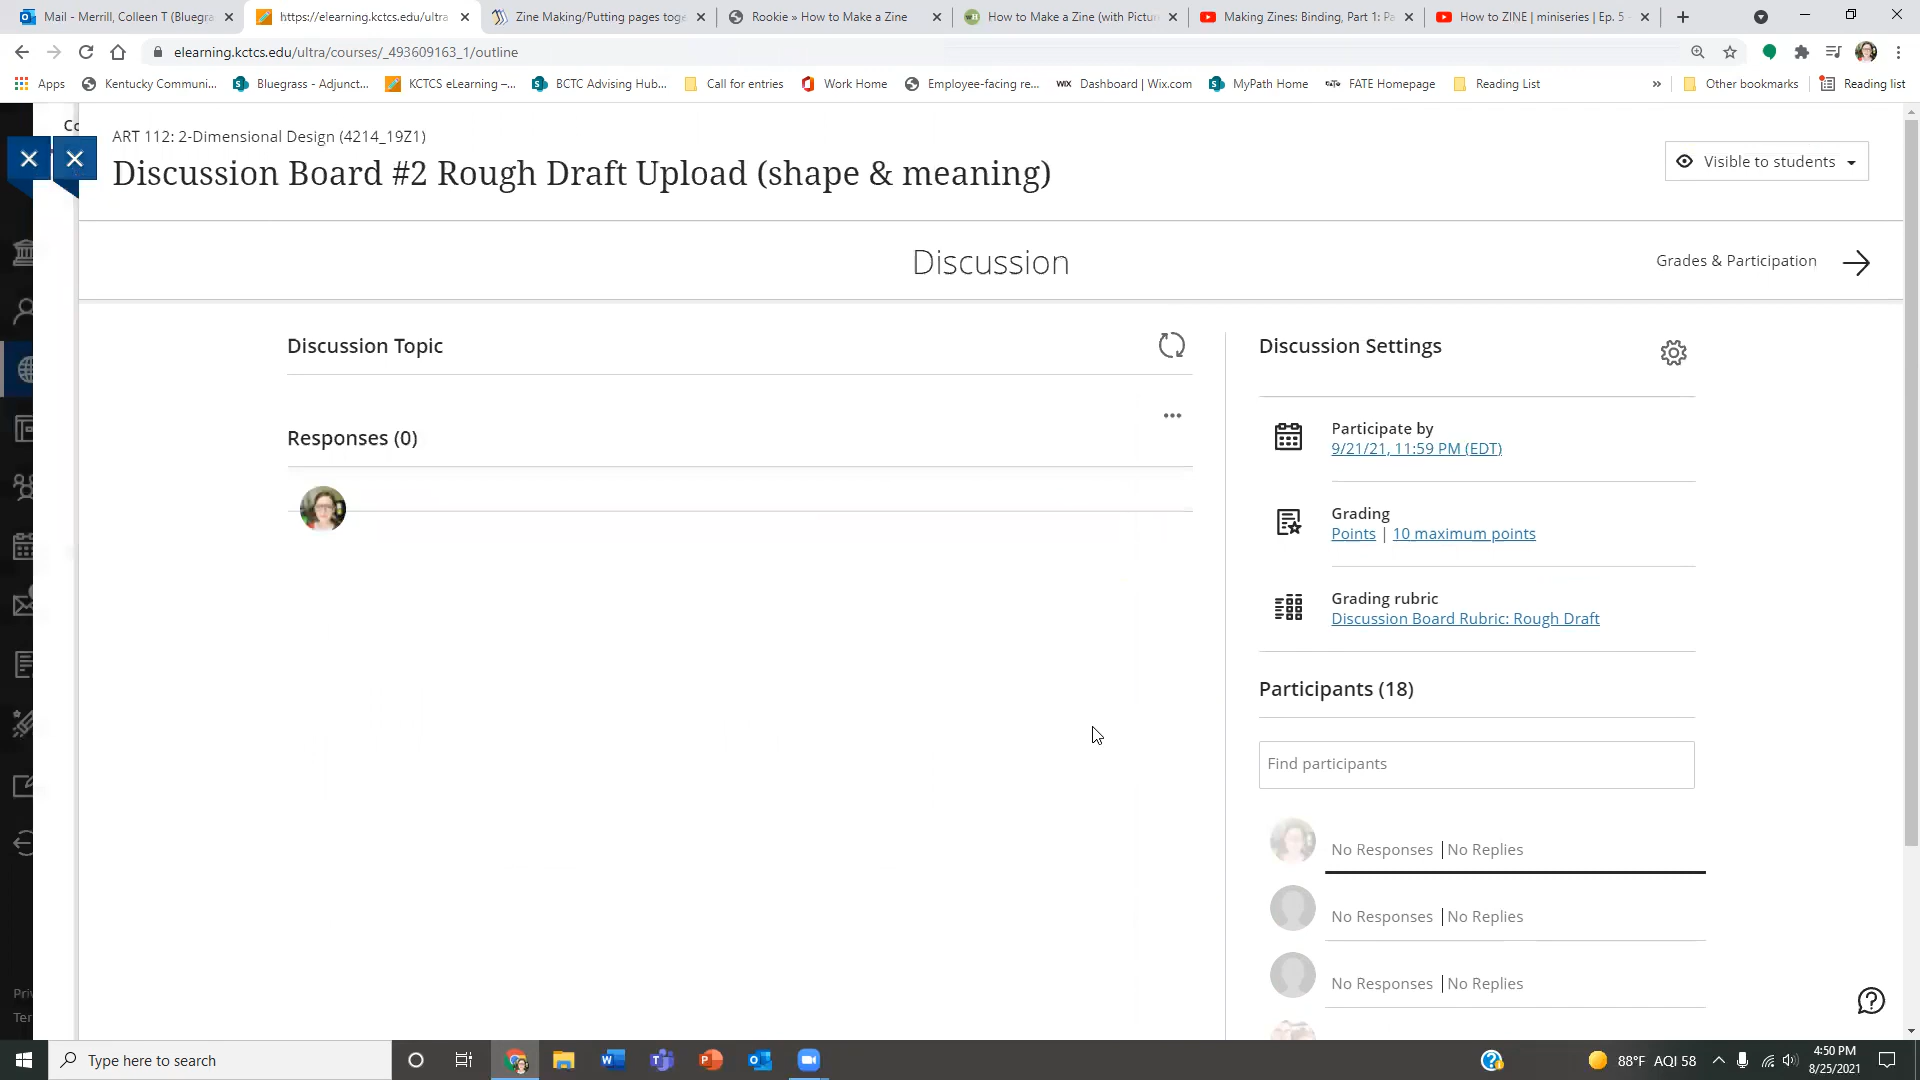 Mail - Merrill, Colleen T (Bluegra
https://elearning.kctcs.edu/ultra
Zine Making/Putting pages toge
Rookie » How to Make a Zine
How to Make a Zine (with Pictur
Making Zines: Binding, Part 1: Pa
How to ZINE | miniseries | Ep. 5 -
elearning.kctcs.edu/ultra/courses/_493609163_1/outline
Apps
Kentucky Communi...
Bluegrass - Adjunct...
KCTCS eLearning –...
BCTC Advising Hub...
Call for entries
Work Home
Employee-facing re...
WIX Dashboard | Wix.com
MyPath Home
FATE Homepage
Reading List
»
Other bookmarks
Reading list
Cc
ART 112: 2-Dimensional Design (4214_19Z1)
Discussion Board #2 Rough Draft Upload (shape & meaning)
Visible to students
Discussion
Grades & Participation
Discussion Topic
Discussion Settings
Responses (0)
Participate by
9/21/21, 11:59 PM (EDT)
Grading
Points | 10 maximum points
Grading rubric
Discussion Board Rubric: Rough Draft
Participants (18)
Find participants
No Responses | No Replies
No Responses | No Replies
No Responses | No Replies
Priv
Ter
Type here to search
88°F AQI 58
4:50 PM
8/25/2021